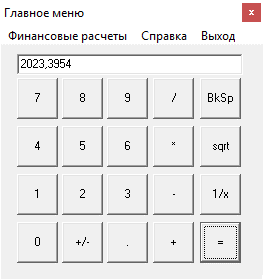 Главное меню
Финансовые расчеты Справка Выход
2023,3954
7 8 9 / BkSp
4 5 6 * sqrt
1 2 3 - 1/x
0 +/- . + =